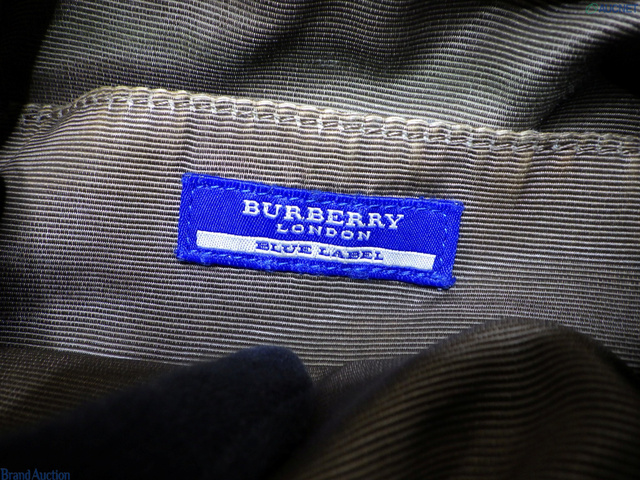 BURBERRY
LONDON
BLUE LABEL
Brand Auction